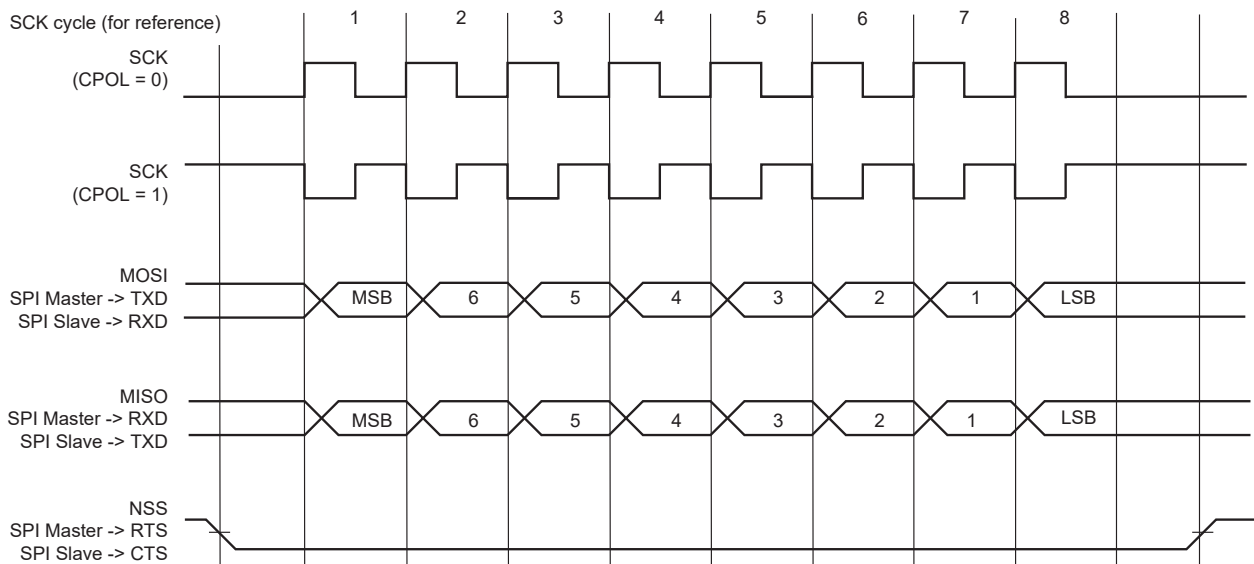 SCK cycle (for reference) 1 2 3 4 5 6 7 8
SCK
(CPOL = 0)
SCK
(CPOL = 1)
MOSI
SPI Master -> TXD
SPI Slave -> RXD
MSB 6 5 4 3 2 1 LSB
MISO
SPI Master -> RXD
SPI Slave -> TXD
MSB 6 5 4 3 2 1 LSB
NSS
SPI Master -> RTS
SPI Slave -> CTS